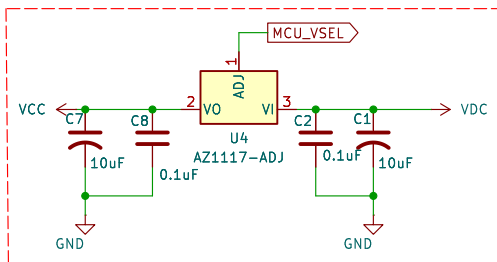 MCU_VSEL
1
ADJ
VCC
2
VO
VI
3
VDC
C7
C8
C2
C1
U4
10uF
0.1uF
AZ1117-ADJ
0.1uF
10uF
GND
GND